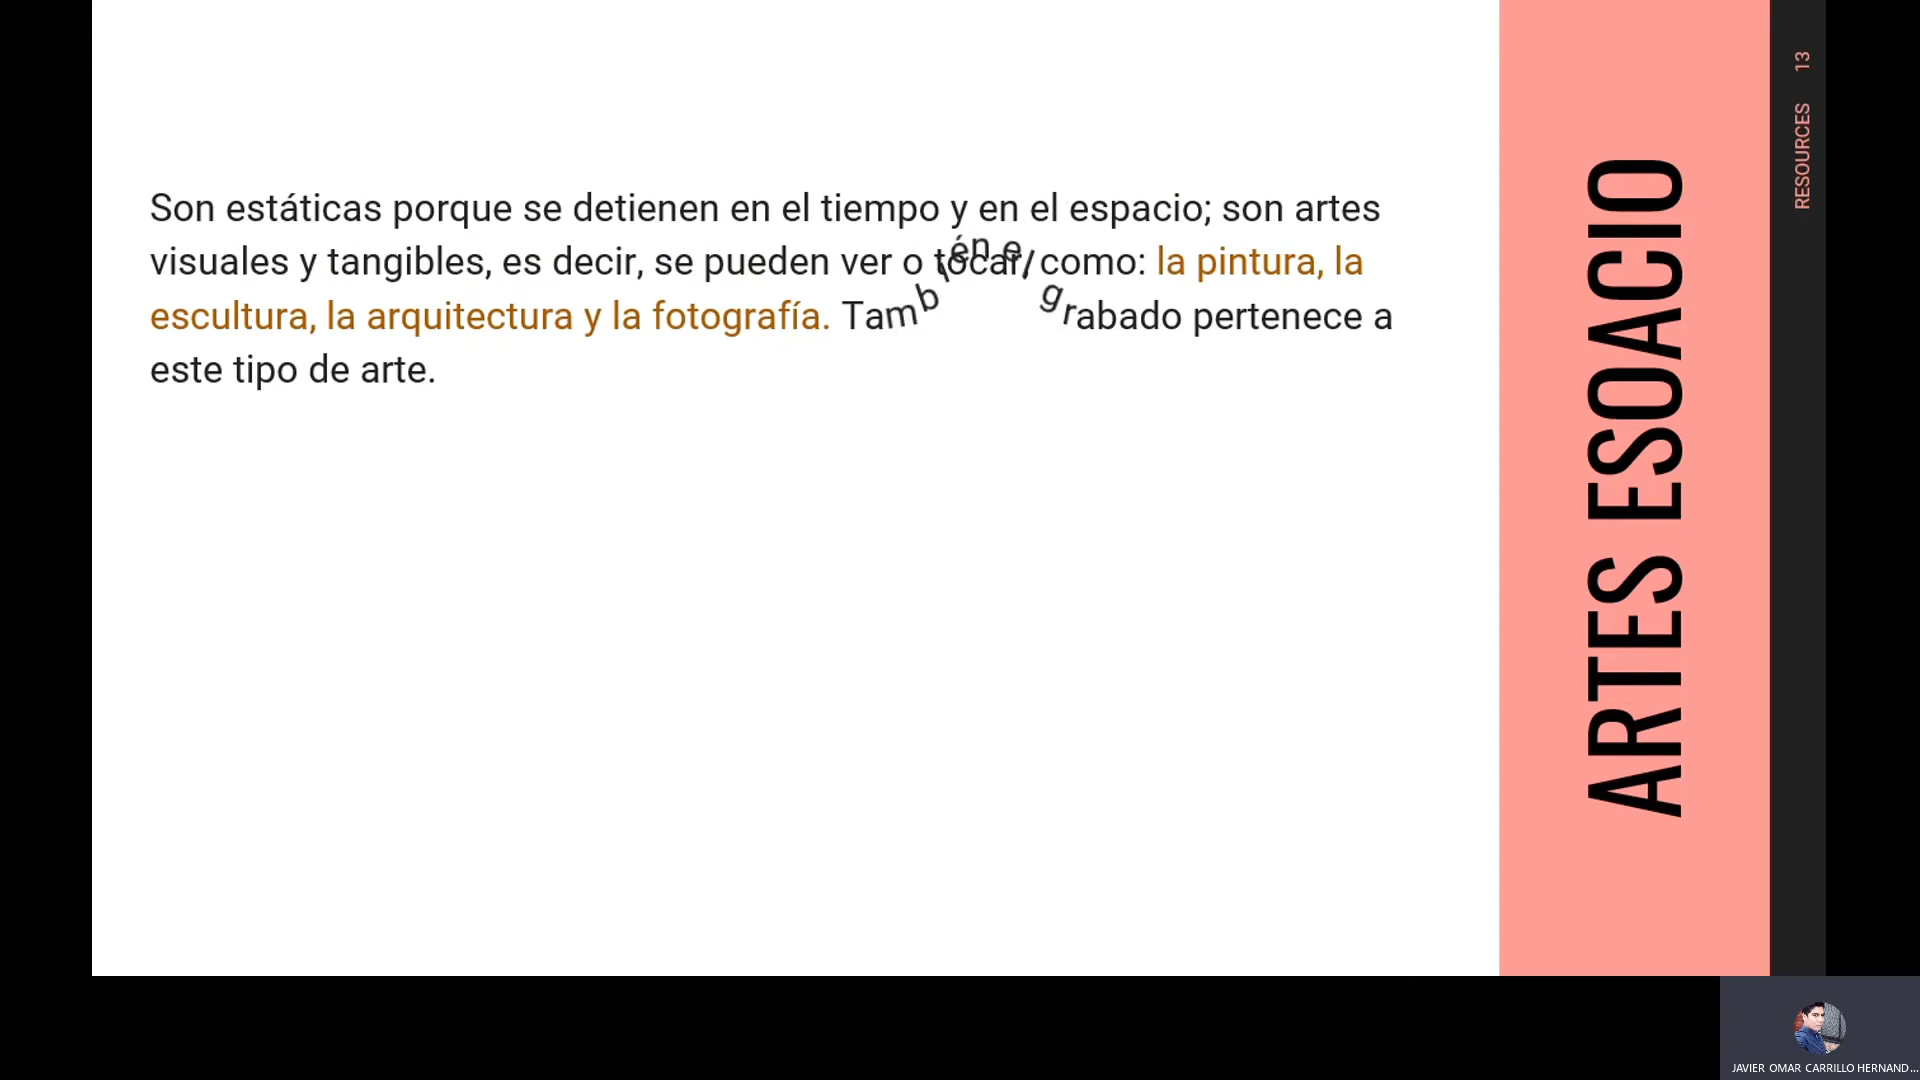 Son estáticas porque se detienen en el tiempo y en el espacio; son artes
visuales y tangibles, es decir, se pueden ver o tocar, como: la pintura, la
escultura, la arquitectura y la fotografía. También el grabado pertenece a
este tipo de arte.
ARTES ESOACIO
RESOURCES 13
JAVIER OMAR CARRILLO HERNAND...